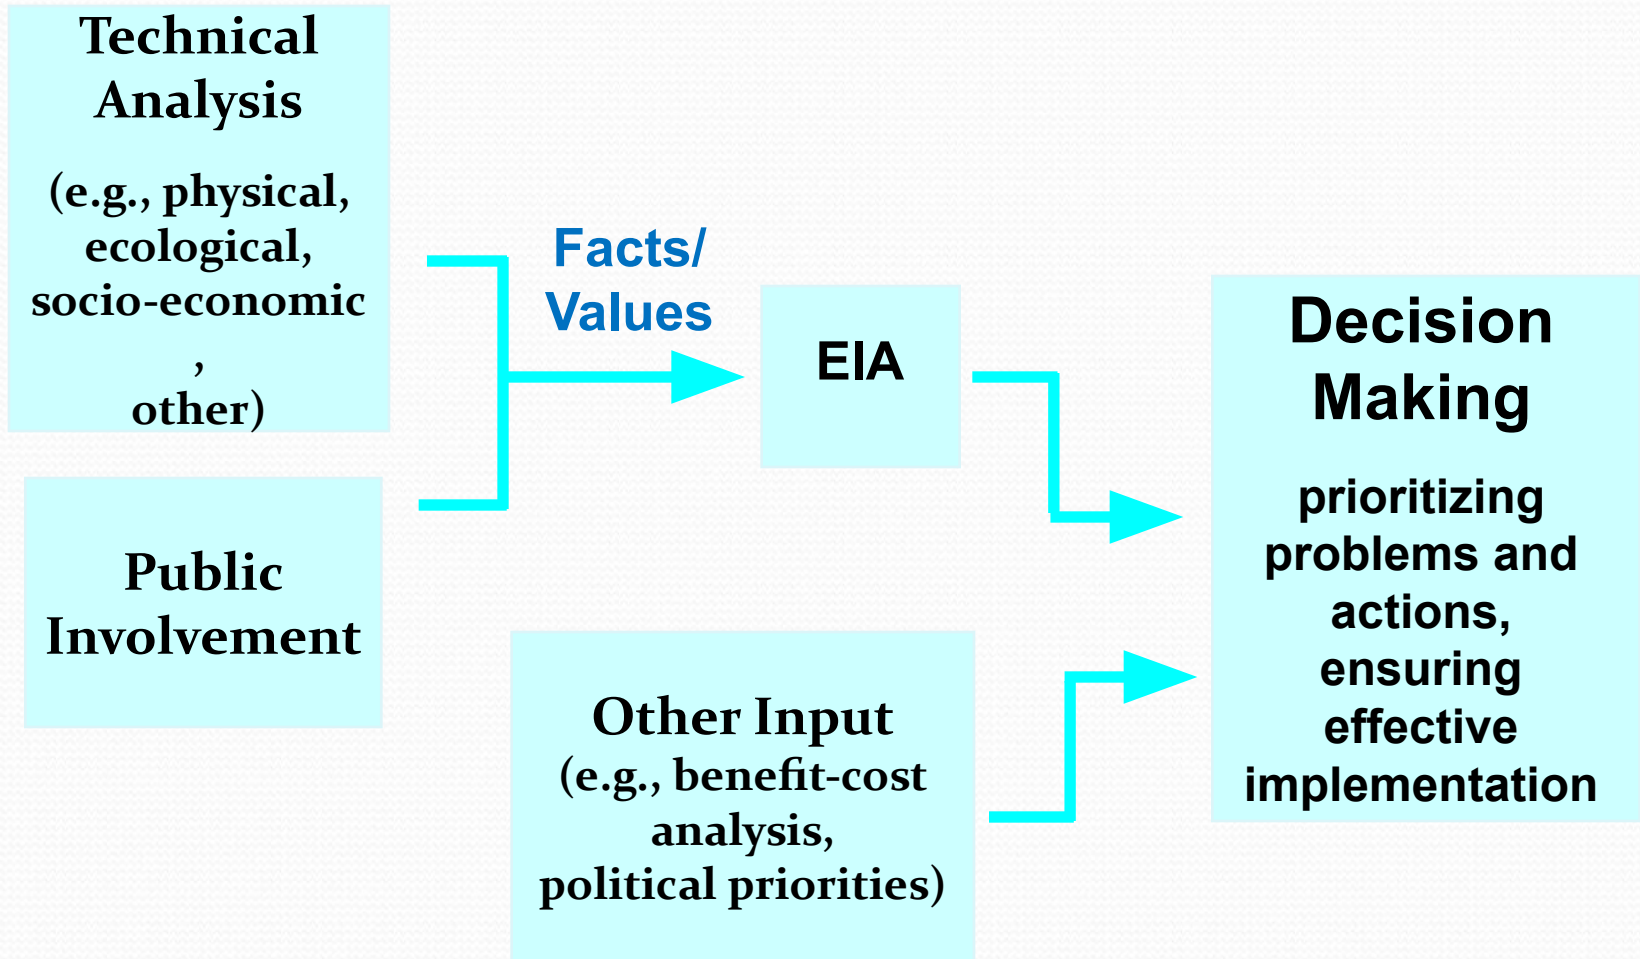 Technical
Analysis
(e.g., physical,
ecological,
socio-economic
,
other)
Public
Involvement
Facts/
Values
EIA
Other Input
(e.g., benefit-cost
analysis,
political priorities)
Decision
Making
prioritizing
problems and
actions,
ensuring
effective
implementation